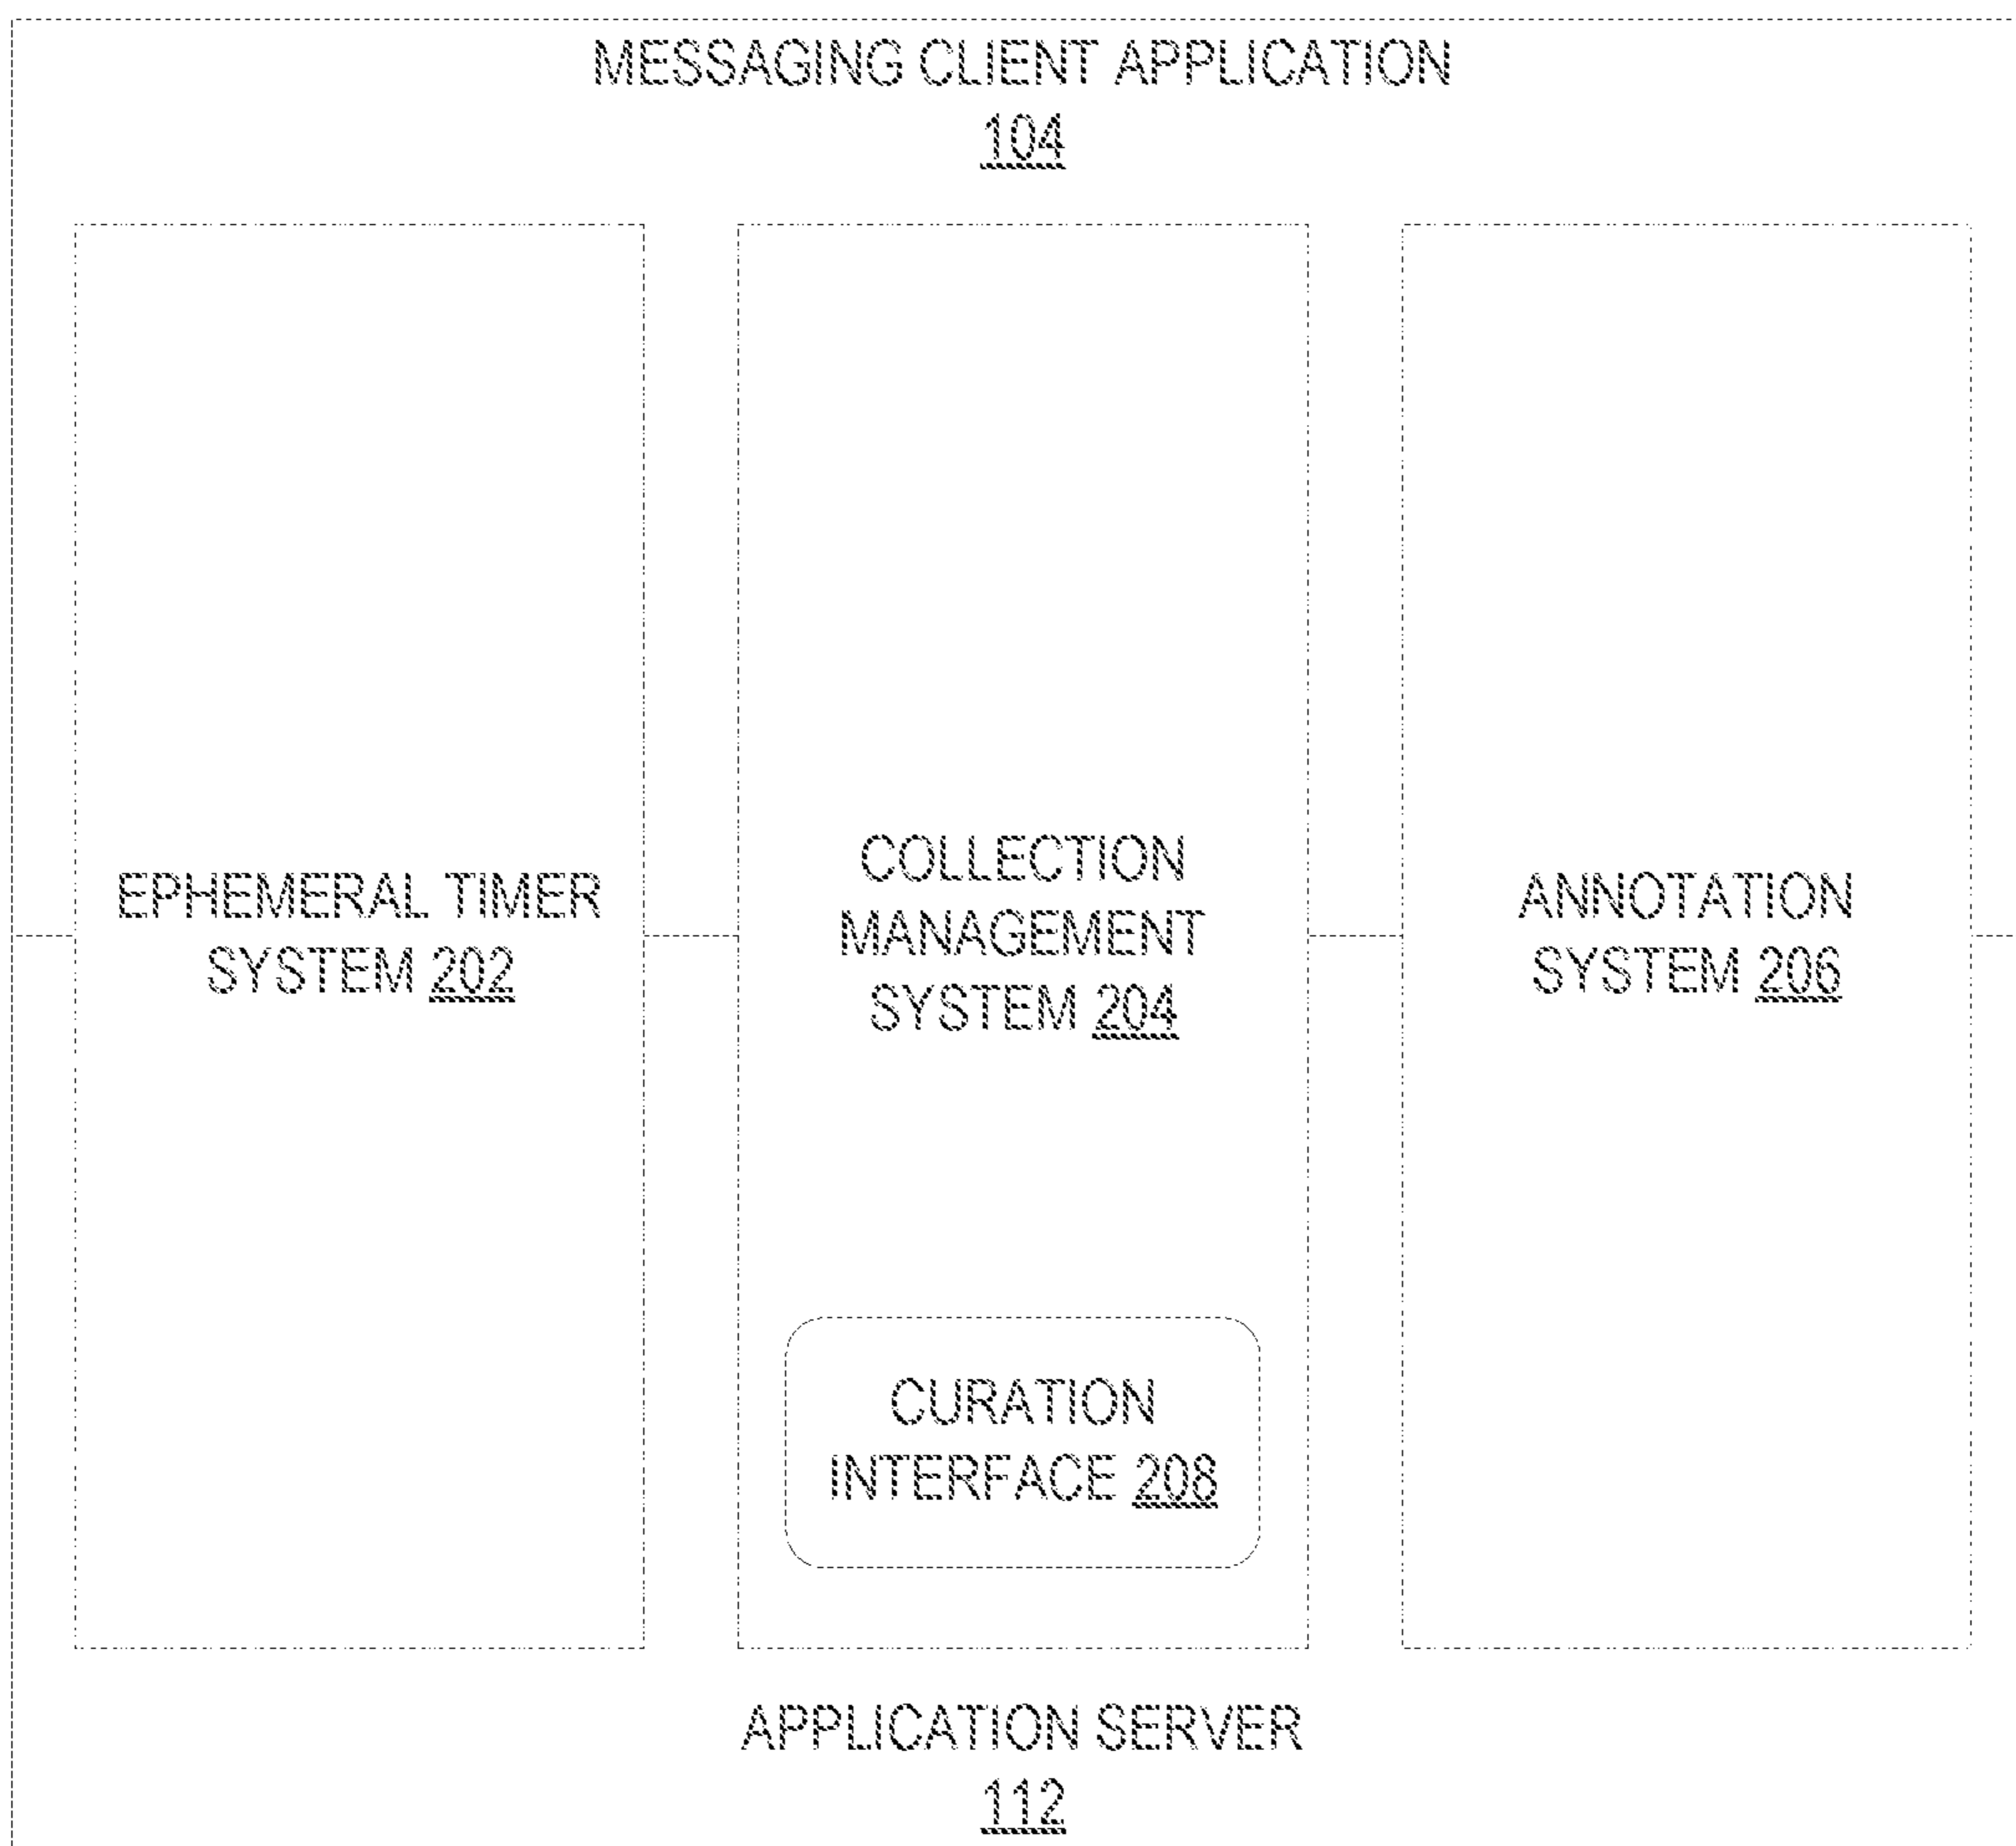 MESSAGING CLIENT APPLICATION
104
EPHEMERAL TIMER
SYSTEM 202
COLLECTION
MANAGEMENT
SYSTEM 204
ANNOTATION
SYSTEM 206
CURATION
INTERFACE 208
APPLICATION SERVER
112